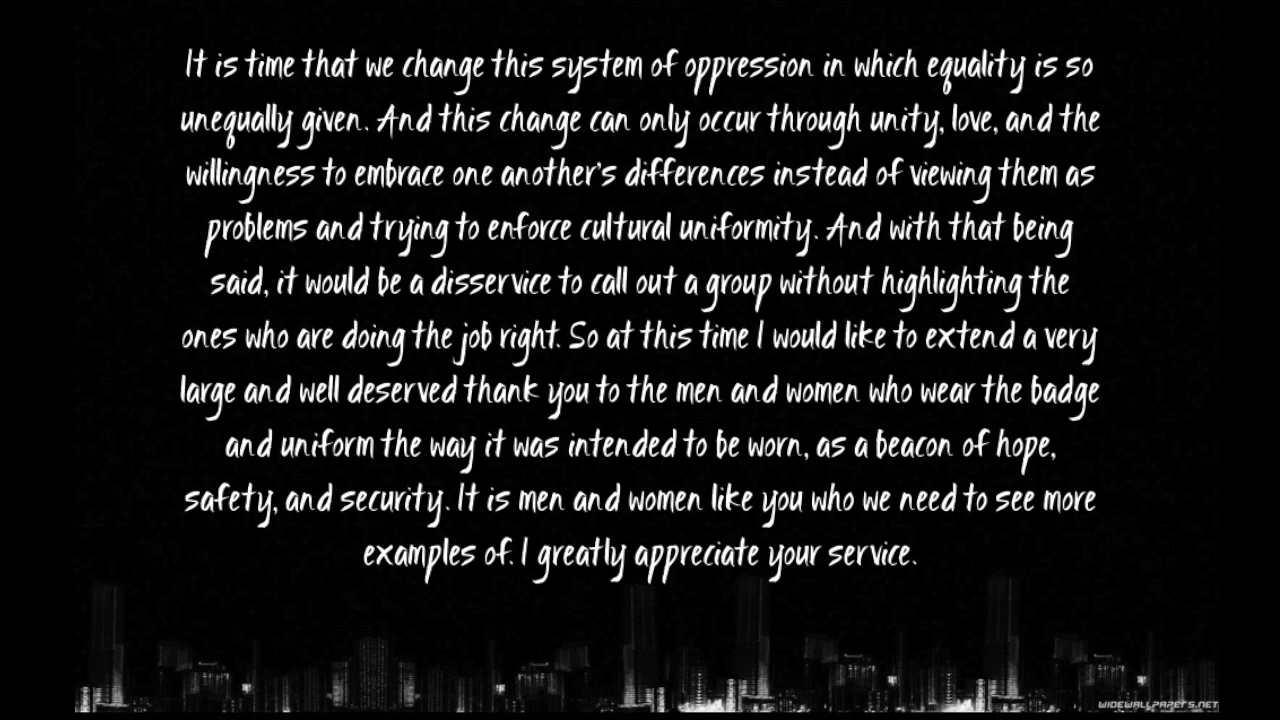 It is time that we change this system of oppression in which equality is so
unequally given. And this change can only occur through unity, love, and the
willingness to embrace one another's differences instead of viewing them as
problems and trying to enforce cultural uniformity. And with that being
said, it would be a disservice to call out a group without highlighting the
ones who are doing the job right. So at this time I would like to extend a very
large and well deserved thank you to the men and women who wear the badge
and uniform the way it was intended to be worn, as a beacon of hope,
safety, and security. It is men and women like you who we need to see more
examples of. I greatly appreciate your service.
WIDEWALLPAPERS.NET